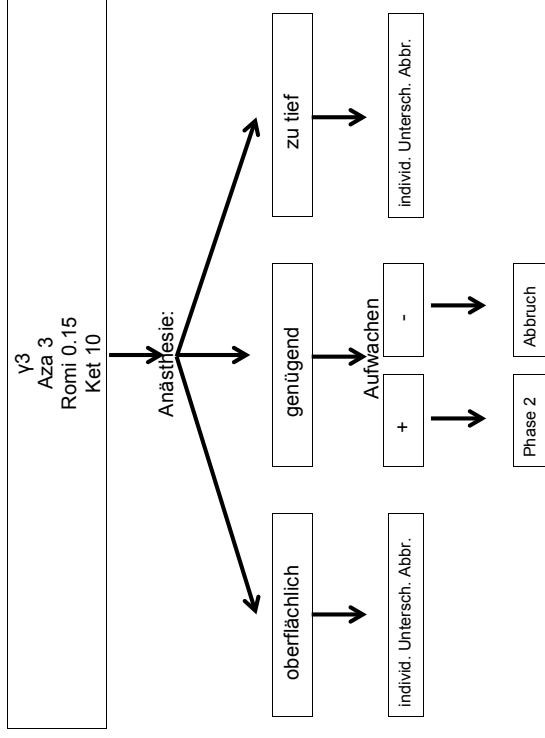 γ3
Aza 3
Romi 0.15
Ket 10
Anästhesie:
oberflächlich
genügend
zu tief
individ. Untersch. Abbr.
Aufwachen
individ. Untersch. Abbr.
+
-
Phase 2
Abbruch